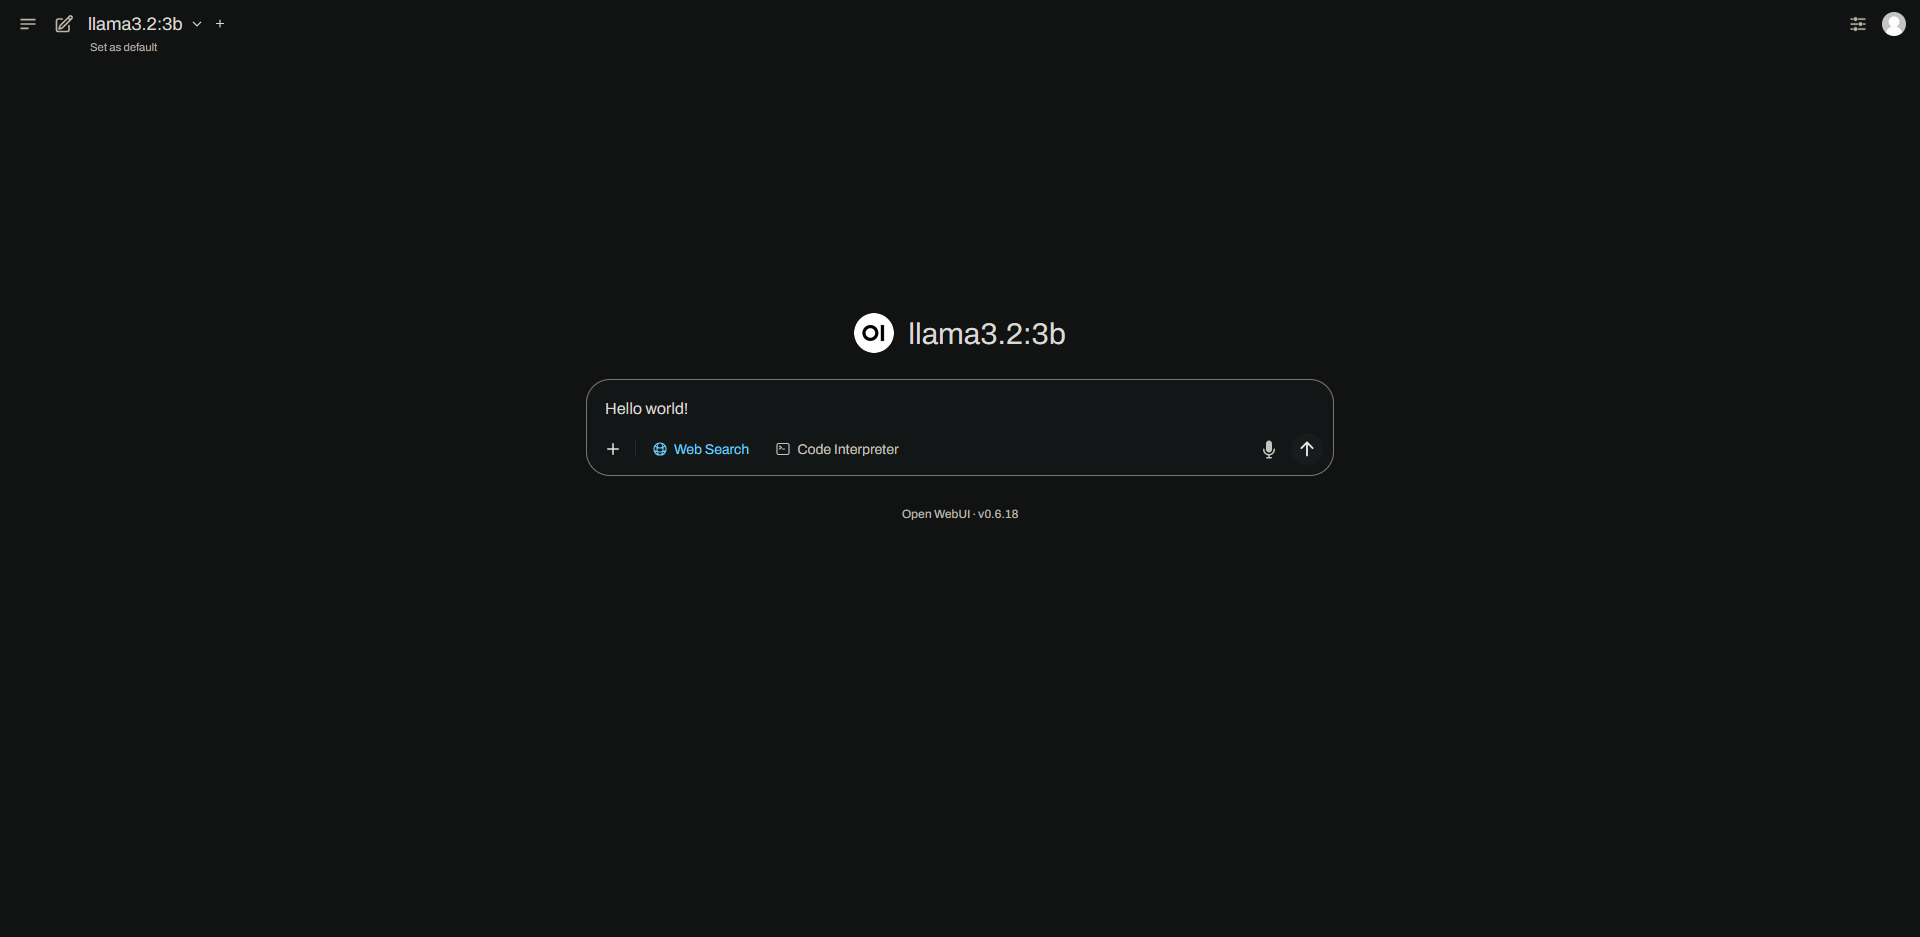 llama3.2:3b
Set as default
OI llama3.2:3b
Hello world!
Web Search Code Interpreter
Open WebUI · v0.6.18